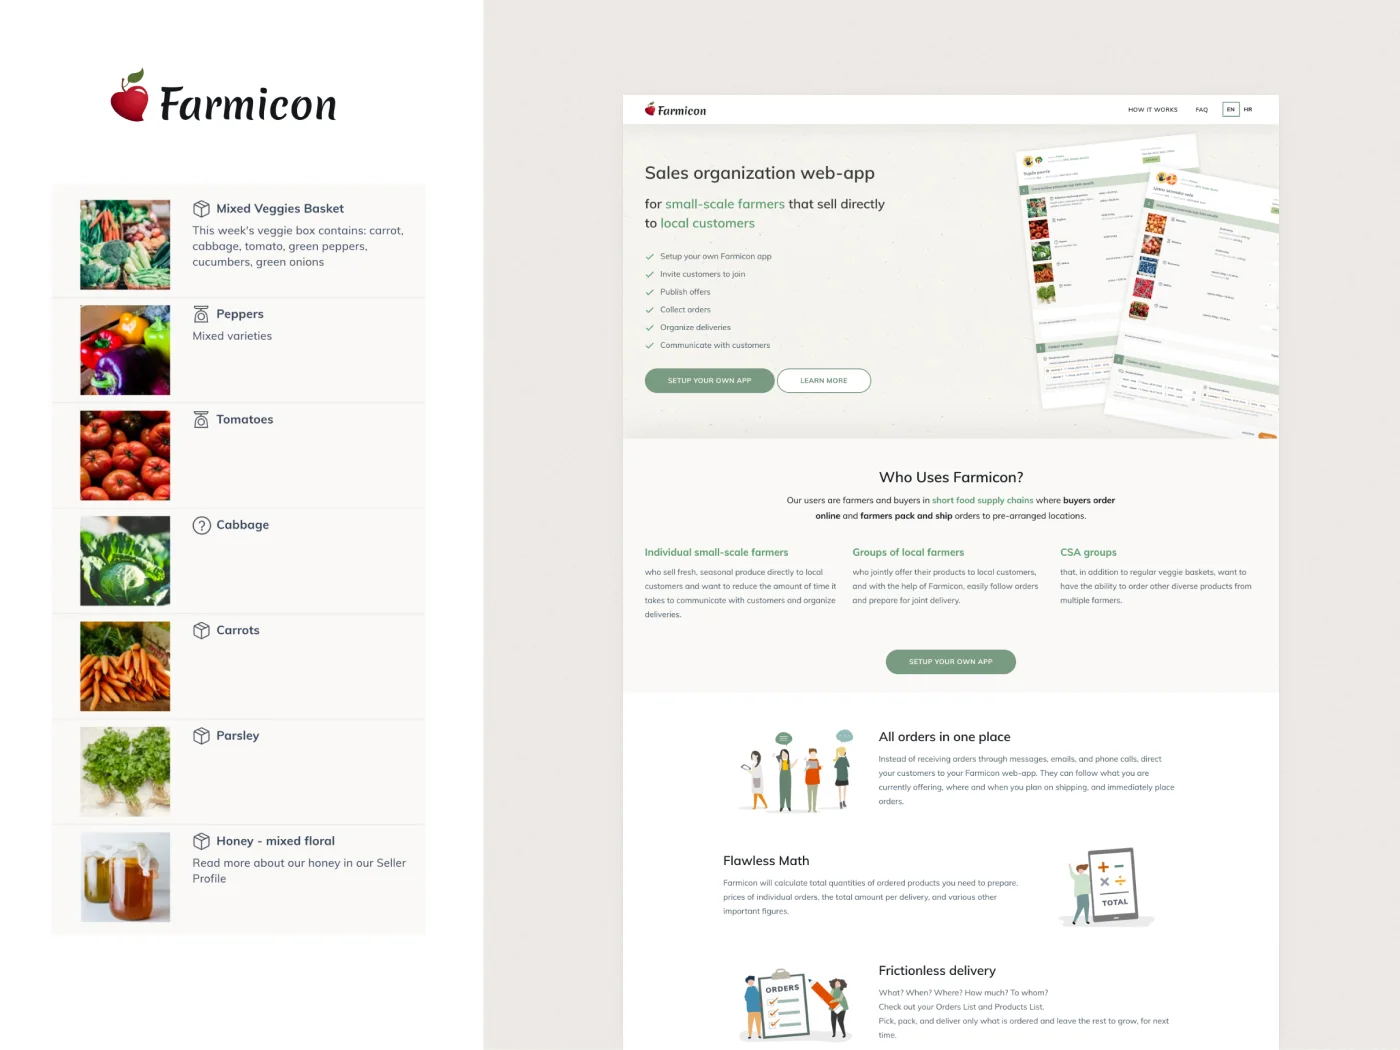 Farmicon
Mixed Veggies Basket
This week's veggie box contains: carrot,
cabbage, tomato, green peppers,
cucumbers, green onions
Peppers
Mixed varieties
Tomatoes
Cabbage
Carrots
Parsley
Honey - mixed floral
Read more about our honey in our Seller
Profile
Farmicon
HOW IT WORKS FAQ EN HR
Sales organization web-app
for small-scale farmers that sell directly
to local customers
Setup your own Farmicon app
Invite customers to join
Publish offers
Collect orders
Organize deliveries
Communicate with customers
SETUP YOUR OWN APP LEARN MORE
Who Uses Farmicon?
Our users are farmers and buyers in short food supply chains where buyers order
online and farmers pack and ship orders to pre-arranged locations.
Individual small-scale farmers
who sell fresh, seasonal produce directly to local
customers and want to reduce the amount of time it
takes to communicate with customers and organize
deliveries.
Groups of local farmers
who jointly offer their products to local customers,
and with the help of Farmicon, easily follow orders
and prepare for joint delivery.
CSA groups
that, in addition to regular veggie baskets, want to
have the ability to order other diverse products from
multiple farmers.
SETUP YOUR OWN APP
All orders in one place
Instead of receiving orders through messages, emails, and phone calls, direct
your customers to your Farmicon web-app. They can follow what you are
currently offering, where and when you plan on shipping, and immediately place
orders.
Flawless Math
Farmicon will calculate total quantities of ordered products you need to prepare,
prices of individual orders, the total amount per delivery, and various other
important figures.
TOTAL
ORDERS
Frictionless delivery
What? When? Where? How much? To whom?
Check out your Orders List and Products List.
Pick, pack, and deliver only what is ordered and leave the rest to grow, for next
time.